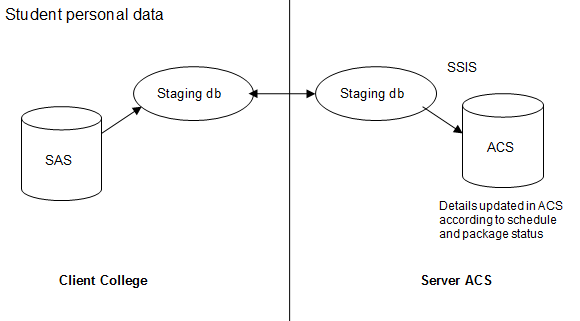 Student personal data
SSIS
Staging db
Staging db
SAS
ACS
Details updated in ACS
according to schedule
and package status
Client College
Server ACS